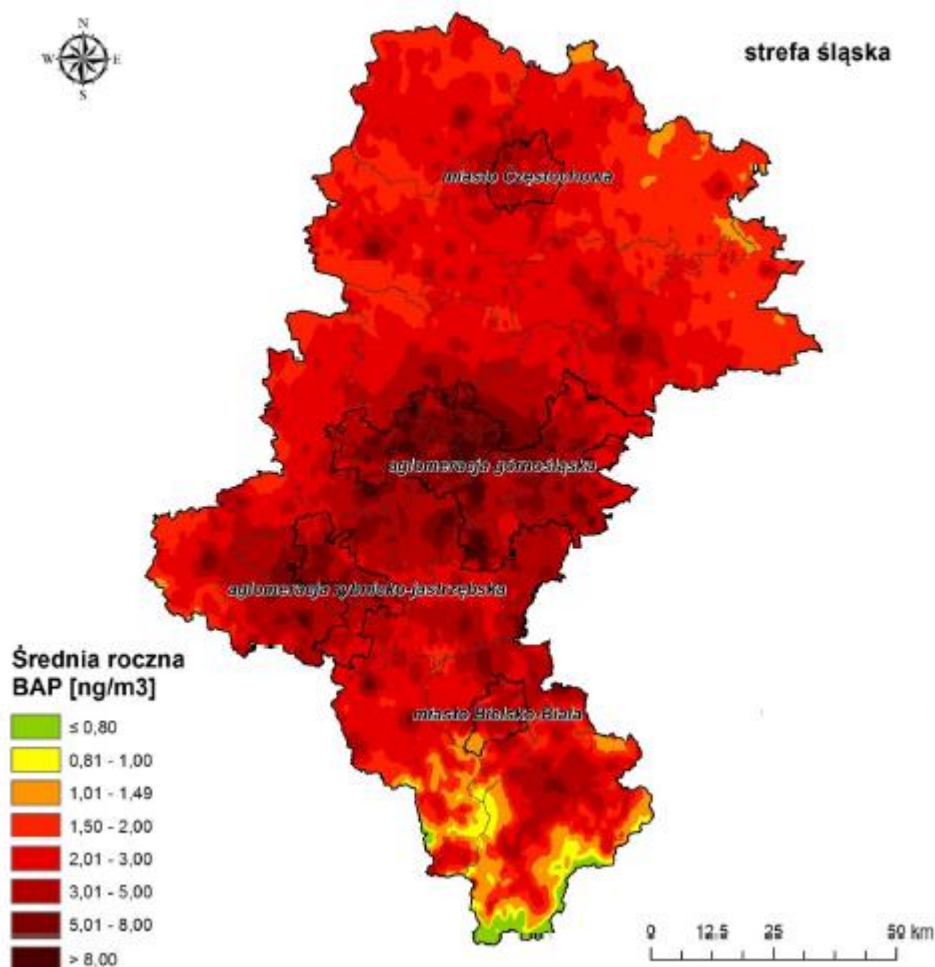 N
W E
S
strefa śląska
miasto Częstochowa
aglomeracja górnośląska
aglomeracja rybnicko-jastrzębska
miasto Bielsko-Biała
Średnia roczna
BAP [ng/m3]
≤ 0,80
0,81 - 1,00
1,01 - 1,49
1,50 - 2,00
2,01 - 3,00
3,01 - 5,00
5,01 - 8,00
> 8,00
0 12.5 25 50 km